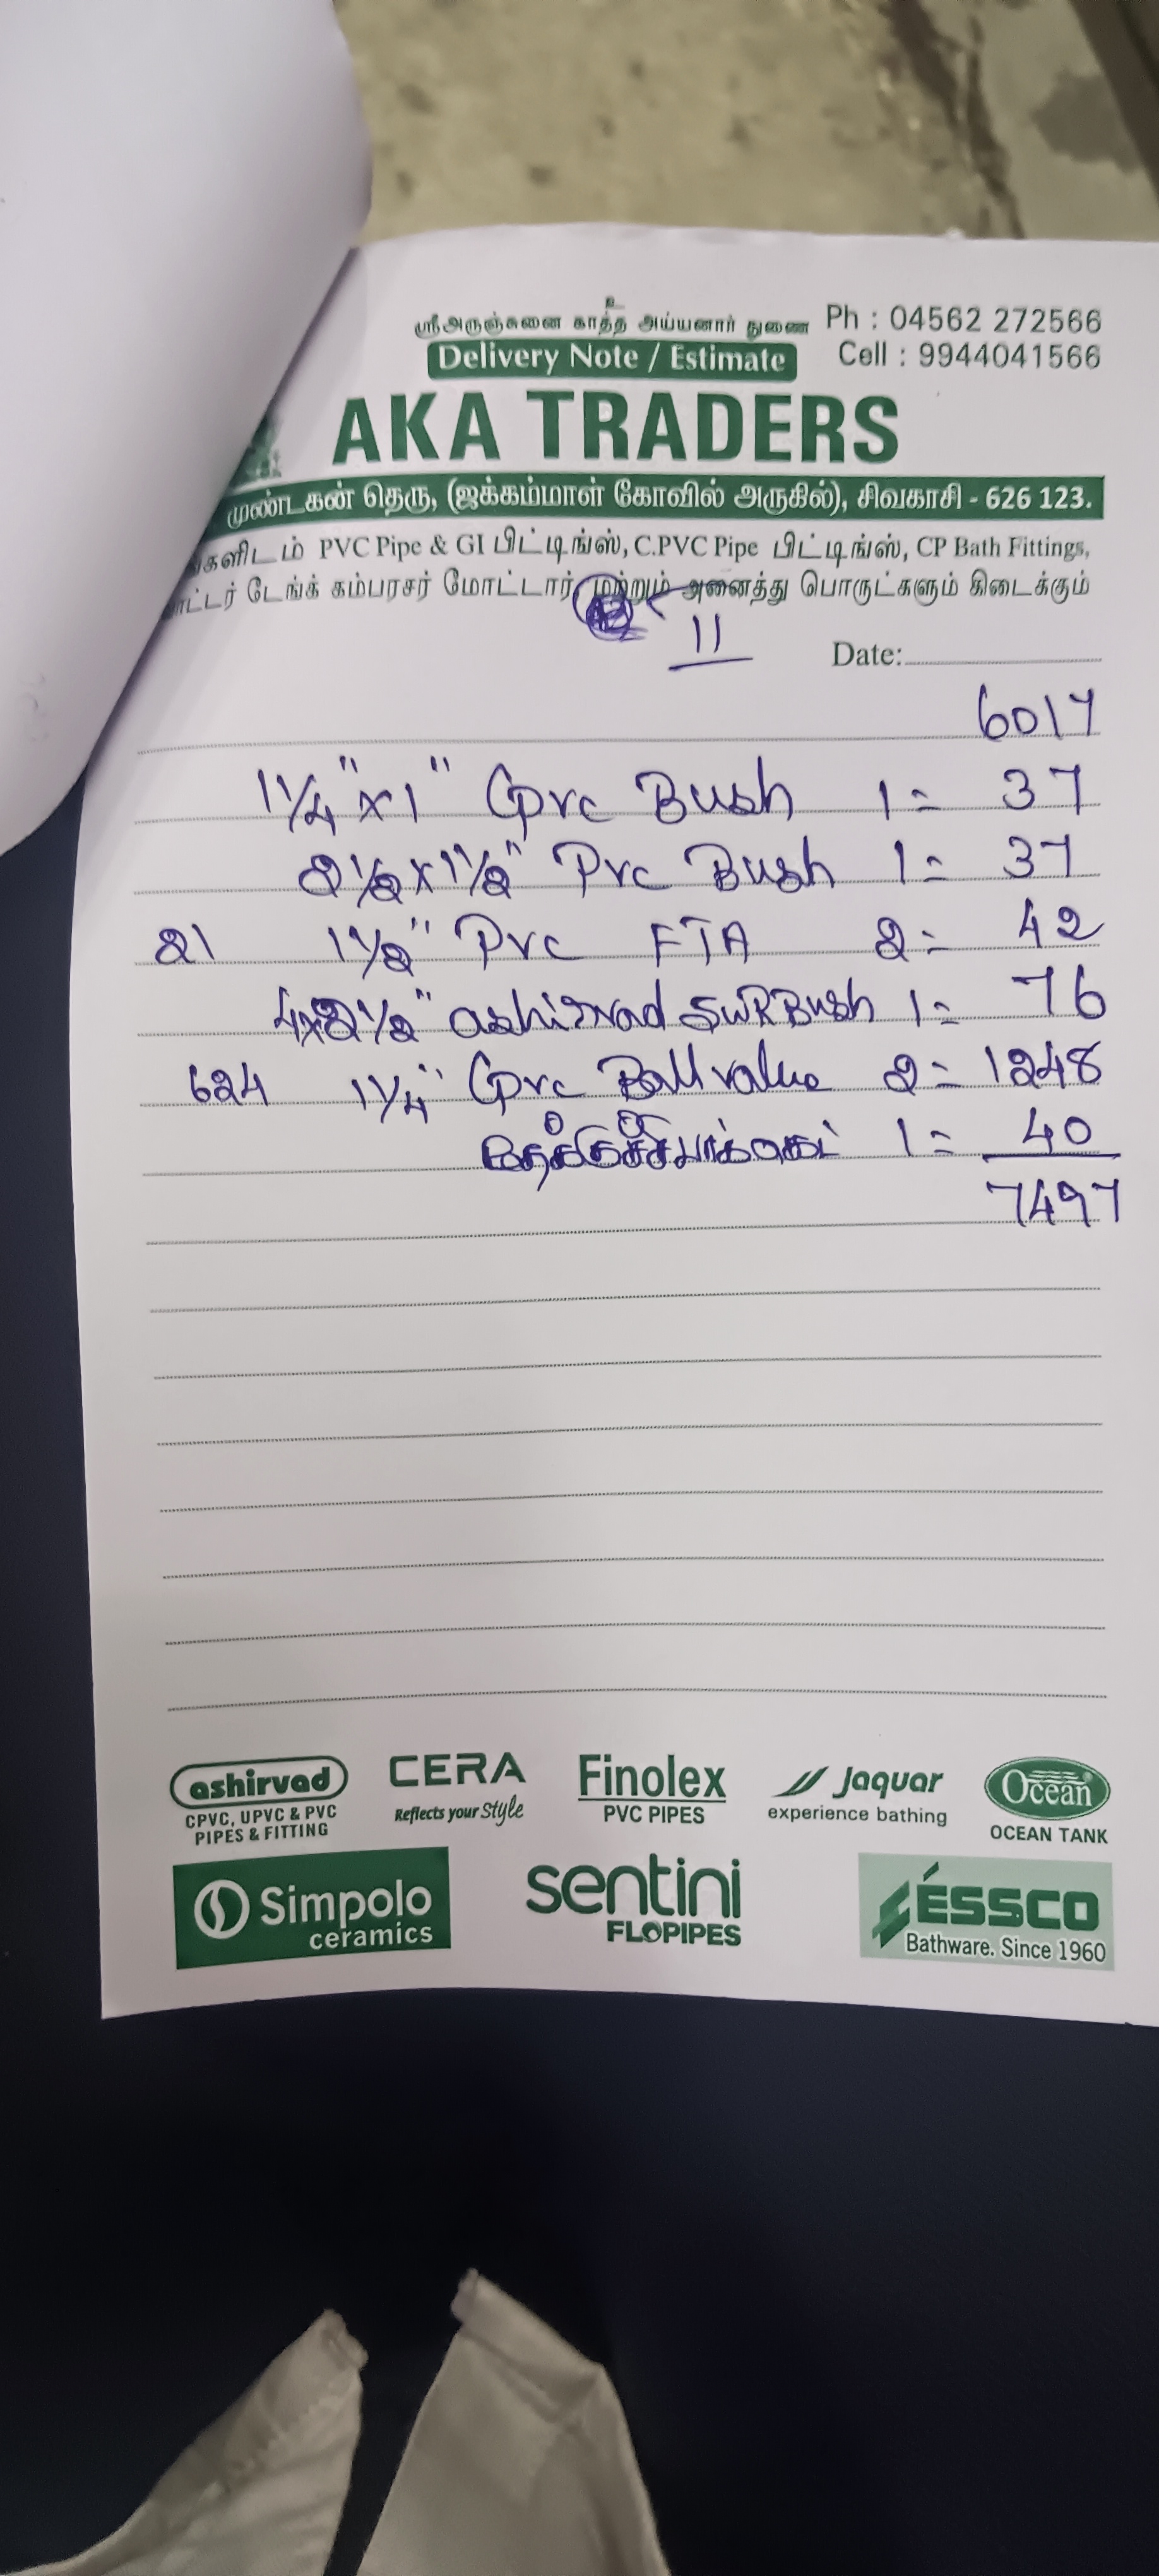 உ
ஸ்ரீஅருஞ்சுனை காத்த அய்யனார் துணை
Ph : 04562 272566
Delivery Note / Estimate
Cell : 9944041566
AKA TRADERS
முண்டகன் தெரு, (ஜக்கம்மாள் கோவில் அருகில்), சிவகாசி - 626 123.
PVC Pipe & GI பிட்டிங்ஸ், C.PVC Pipe பிட்டிங்ஸ், CP Bath Fittings,
டேங்க் கம்பரசர் மோட்டார் மற்றும் அனைத்து பொருட்களும் கிடைக்கும்
11
Date:
6017
1¼" x 1" Cpvc Bush 1 = 37
2½ x 1½" Pvc Bush 1 = 37
21 1½" Pvc FTA 2 = 42
4x2½" ashirvad SWR Bush 1 = 76
624 1¼" Cpvc Ball valve 2 = 1248
1 = 40
7497
ashirvad
CPVC, UPVC & PVC
PIPES & FITTING
CERA
Reflects your Style
Finolex
PVC PIPES
Jaquar
experience bathing
Ocean
OCEAN TANK
Simpolo
ceramics
sentini
FLOPIPES
ÉSSCO
Bathware. Since 1960